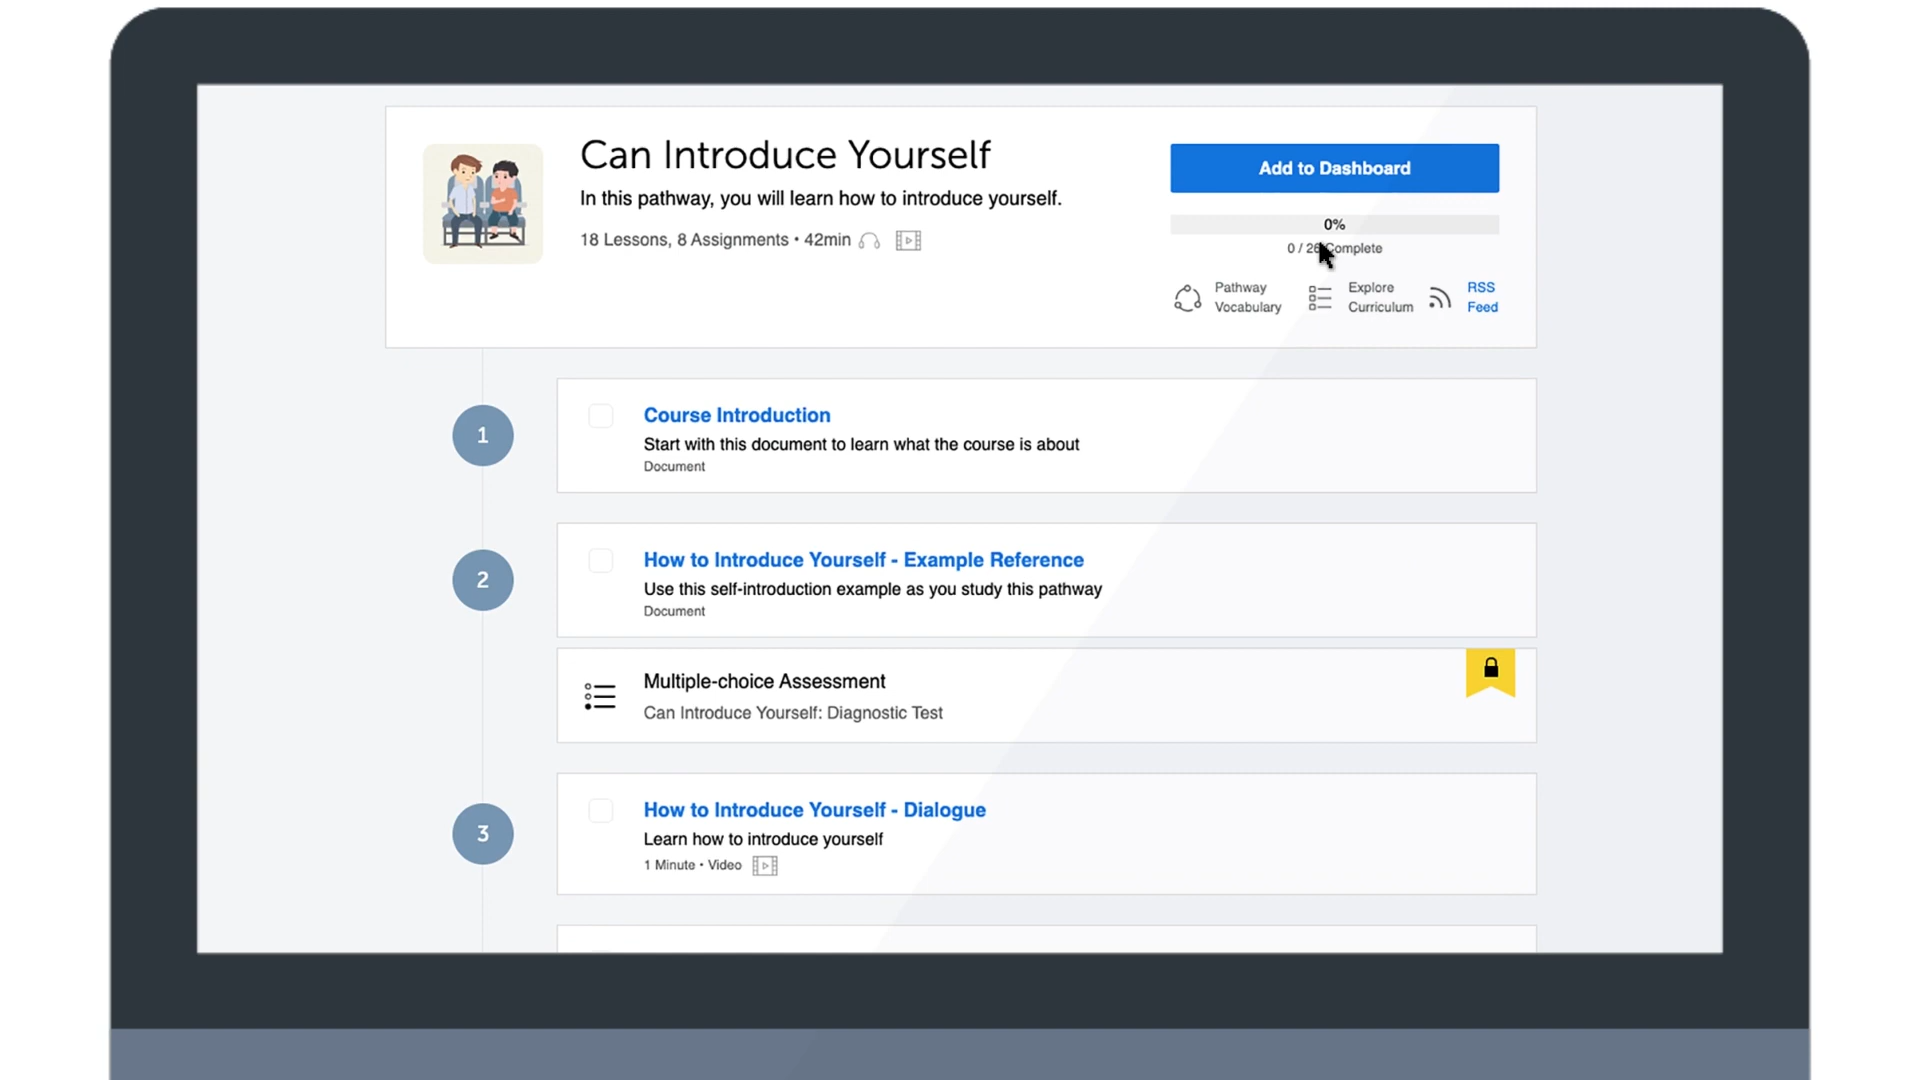 Can Introduce Yourself
In this pathway, you will learn how to introduce yourself.
18 Lessons, 8 Assignments • 42min
Add to Dashboard
0%
0 / 26 Complete
Pathway
Vocabulary
Explore
Curriculum
RSS
Feed
1
Course Introduction
Start with this document to learn what the course is about
Document
2
How to Introduce Yourself - Example Reference
Use this self-introduction example as you study this pathway
Document
Multiple-choice Assessment
Can Introduce Yourself: Diagnostic Test
3
How to Introduce Yourself - Dialogue
Learn how to introduce yourself
1 Minute • Video